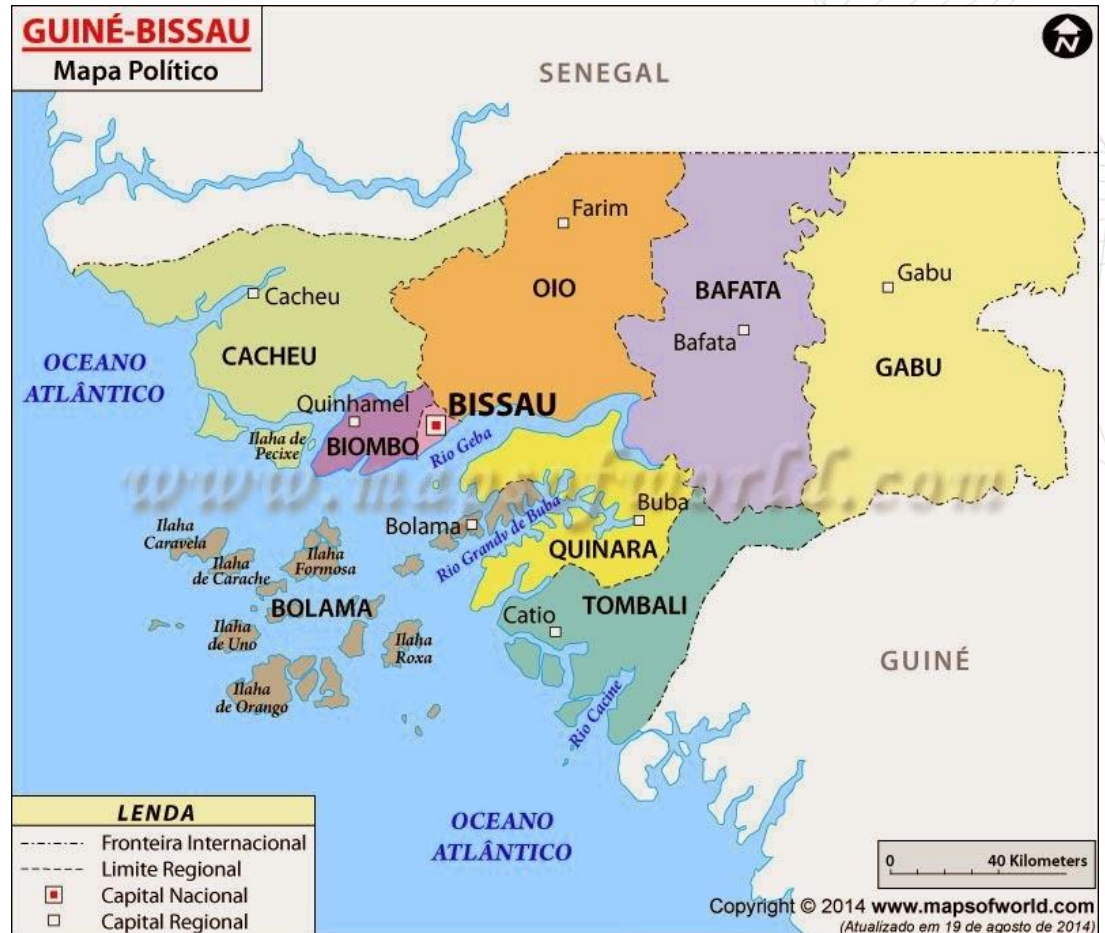 GUINÉ-BISSAU
Mapa Político
N
SENEGAL
Farim
Gabu
Cacheu
OIO
BAFATA
Bafata
CACHEU
GABU
OCEANO
ATLÂNTICO
Quinhamel
BISSAU
Ilaha de
Pecixe
BIOMBO
Rio Geba
www.mapsofworld.com
Buba
Bolama
Rio Grandv de Buba
QUINARA
Ilaha
Caravela
Ilaha
de Carache
Ilaha
Formosa
BOLAMA
TOMBALI
Catio
Ilaha
de Uno
Ilaha
Roxa
GUINÉ
Ilaha
de Orango
Rio Cacine
OCEANO
ATLÂNTICO
LENDA
Fronteira Internacional
Limite Regional
Capital Nacional
Capital Regional
0 40 Kilometers
Copyright © 2014 www.mapsofworld.com
(Atualizado em 19 de agosto de 2014)